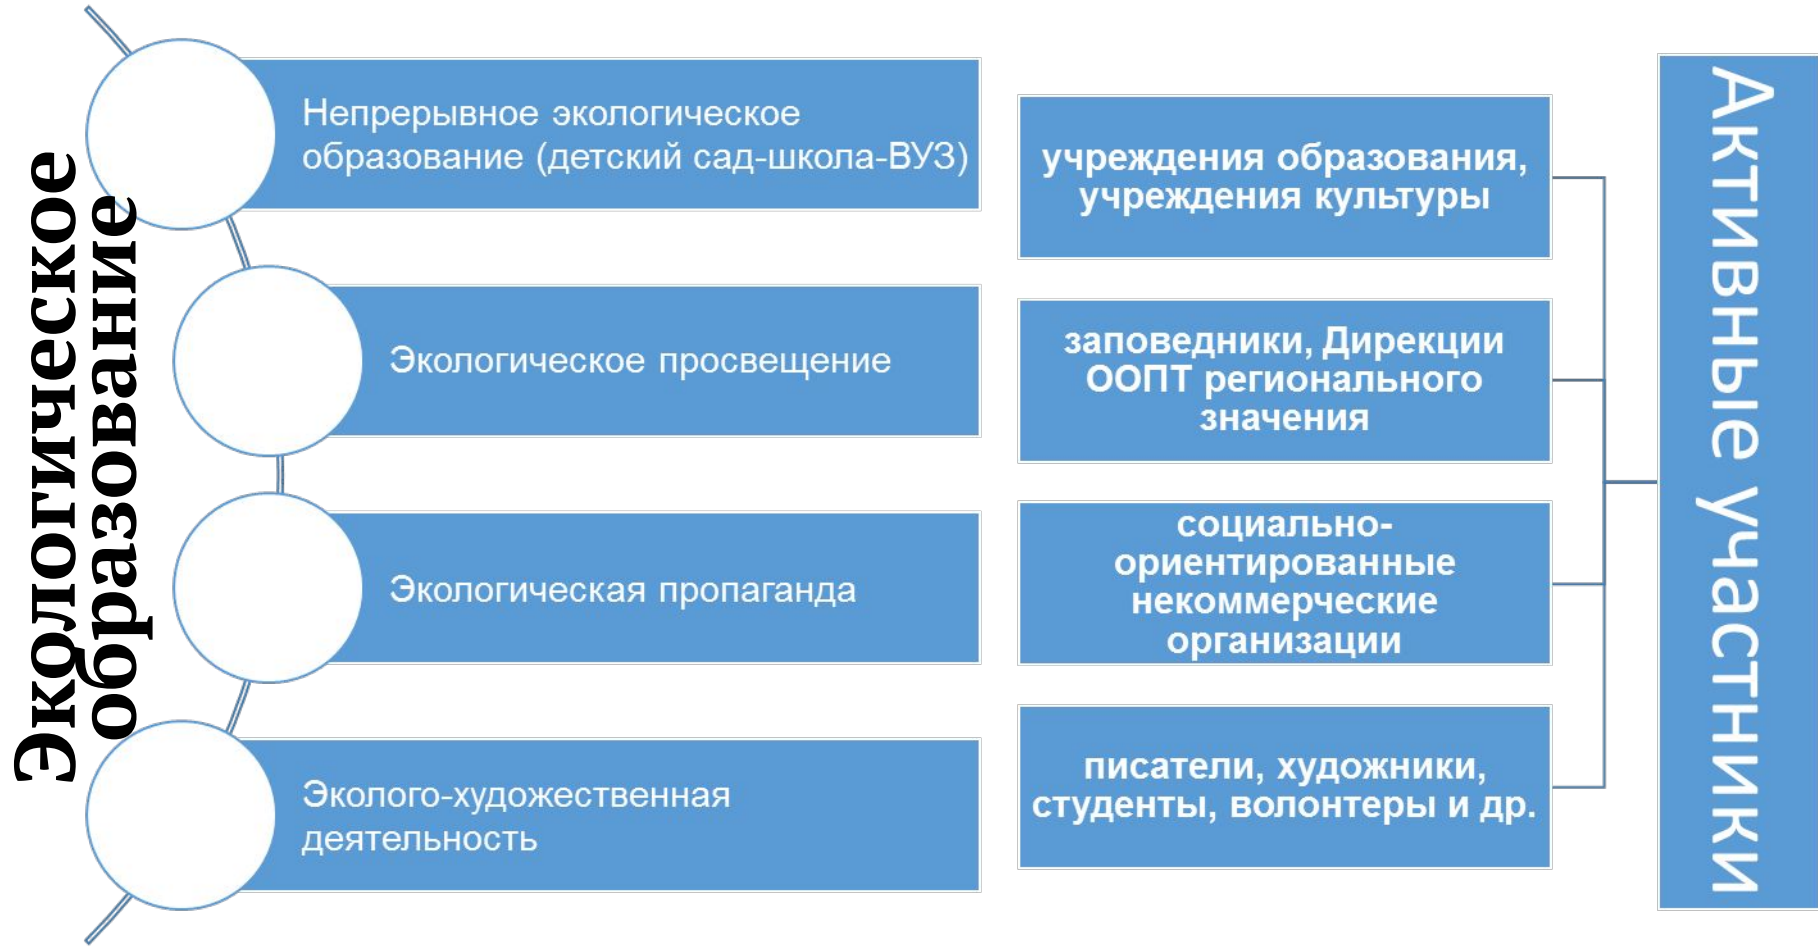 Экологическое
образование
Непрерывное экологическое
образование (детский сад-школа-ВУЗ)
Экологическое просвещение
Экологическая пропаганда
Эколого-художественная
деятельность
учреждения образования,
учреждения культуры
заповедники, Дирекции
ООПТ регионального
значения
социально-
ориентированные
некоммерческие
организации
писатели, художники,
студенты, волонтеры и др.
Активные участники